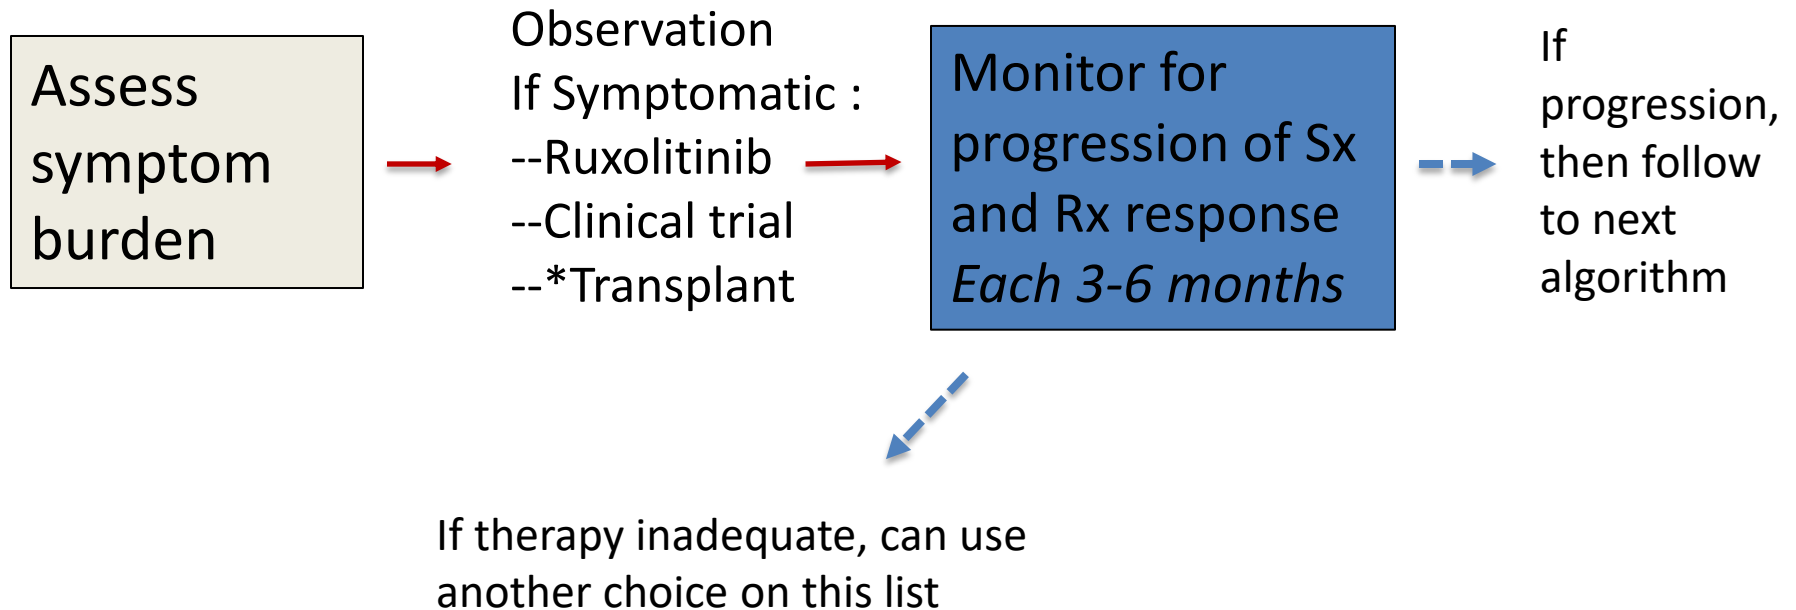 Assess
symptom
burden
Observation
If Symptomatic :
--Ruxolitinib
--Clinical trial
--*Transplant
Monitor for
progression of Sx
and Rx response
Each 3-6 months
If
progression,
then follow
to next
algorithm
If therapy inadequate, can use
another choice on this list